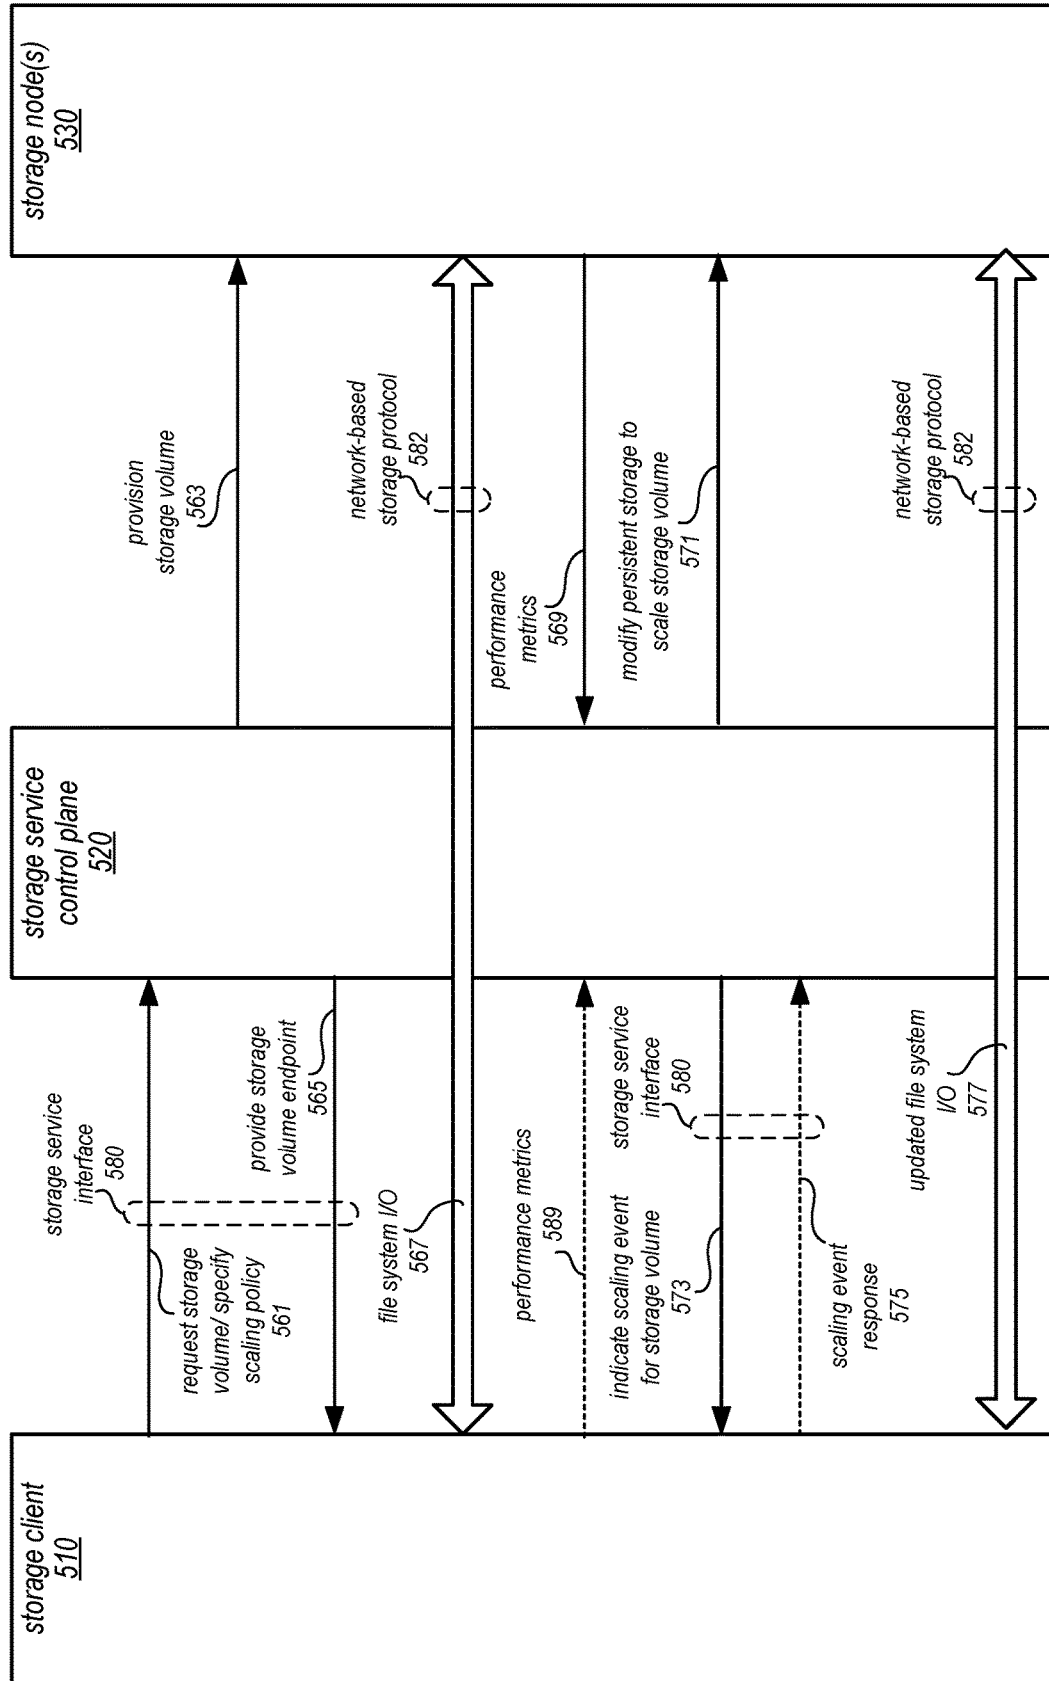 storage client
510
storage service
control plane
520
storage node(s)
530
storage service
interface
580
request storage
volume/ specify
scaling policy
561
provision
storage volume
563
provide storage
volume endpoint
565
file system I/O
567
network-based
storage protocol
582
performance metrics
589
performance
metrics
569
indicate scaling event
for storage volume
573
storage service
interface
580
modify persistent storage to
scale storage volume
571
scaling event
response
575
updated file system
I/O
577
network-based
storage protocol
582